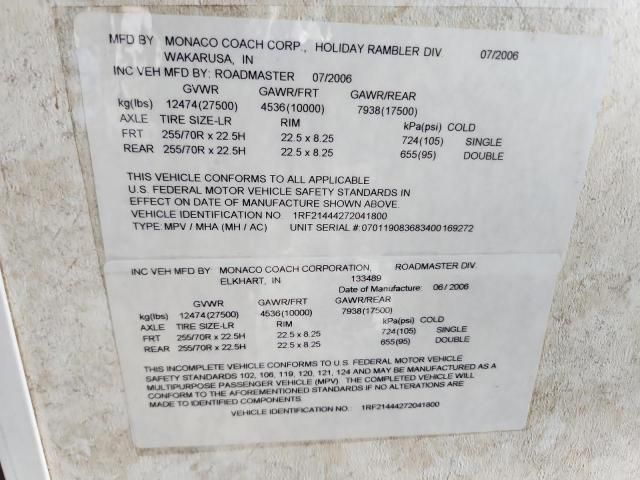 MFD BY MONACO COACH CORP., HOLIDAY RAMBLER DIV. 07/2006
WAKARUSA, IN
INC VEH MFD BY: ROADMASTER 07/2006
GVWR GAWR/FRT GAWR/REAR
kg(lbs) 12474(27500) 4536(10000) 7938(17500)
AXLE TIRE SIZE-LR RIM kPa(psi) COLD
FRT 255/70R x 22.5H 22.5 x 8.25 724(105) SINGLE
REAR 255/70R x 22.5H 22.5 x 8.25 655(95) DOUBLE
THIS VEHICLE CONFORMS TO ALL APPLICABLE
U.S. FEDERAL MOTOR VEHICLE SAFETY STANDARDS IN
EFFECT ON DATE OF MANUFACTURE SHOWN ABOVE.
VEHICLE IDENTIFICATION NO. 1RF21444272041800
TYPE: MPV / MHA (MH / AC) UNIT SERIAL #: 070119083683400169272
INC VEH MFD BY: MONACO COACH CORPORATION, ROADMASTER DIV.
ELKHART, IN 133489
Date of Manufacture: 06/2006
GVWR GAWR/FRT GAWR/REAR
kg(lbs) 12474(27500) 4536(10000) 7938(17500)
AXLE TIRE SIZE-LR RIM kPa(psi) COLD
FRT 255/70R x 22.5H 22.5 x 8.25 724(105) SINGLE
REAR 255/70R x 22.5H 22.5 x 8.25 655(95) DOUBLE
THIS INCOMPLETE VEHICLE CONFORMS TO U.S. FEDERAL MOTOR VEHICLE
SAFETY STANDARDS 102, 106, 119, 120, 121, 124 AND MAY BE MANUFACTURED AS A
MULTIPURPOSE PASSENGER VEHICLE (MPV). THE COMPLETED VEHICLE WILL
CONFORM TO THE AFOREMENTIONED STANDARDS IF NO ALTERATIONS ARE
MADE TO IDENTIFIED COMPONENTS.
VEHICLE IDENTIFICATION NO. 1RF21444272041800